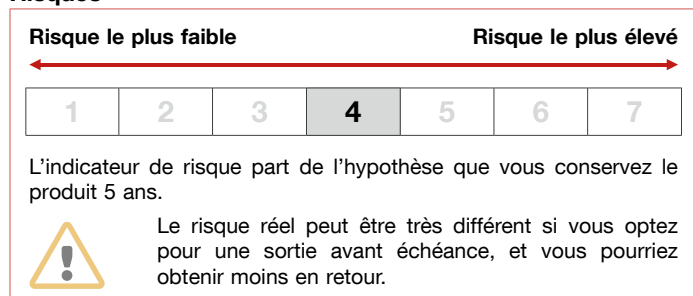 Risques
Risque le plus faible Risque le plus élevé
1 2 3 4 5 6 7
L'indicateur de risque part de l'hypothèse que vous conservez le
produit 5 ans.
Le risque réel peut être très différent si vous optez
pour une sortie avant échéance, et vous pourriez
obtenir moins en retour.